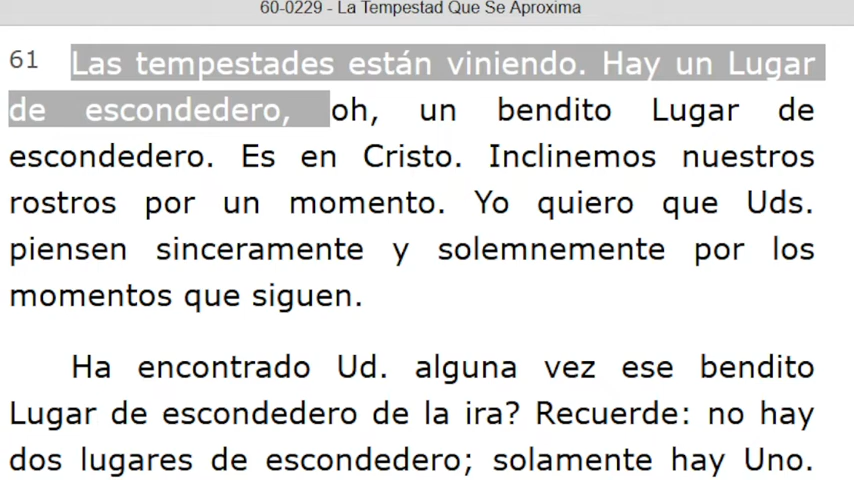 60-0229 - La Tempestad Que Se Aproxima
61 Las tempestades están viniendo. Hay un Lugar
de escondedero, oh, un bendito Lugar de
escondedero. Es en Cristo. Inclinemos nuestros
rostros por un momento. Yo quiero que Uds.
piensen sinceramente y solemnemente por los
momentos que siguen.
Ha encontrado Ud. alguna vez ese bendito
Lugar de escondedero de la ira? Recuerde: no hay
dos lugares de escondedero; solamente hay Uno.